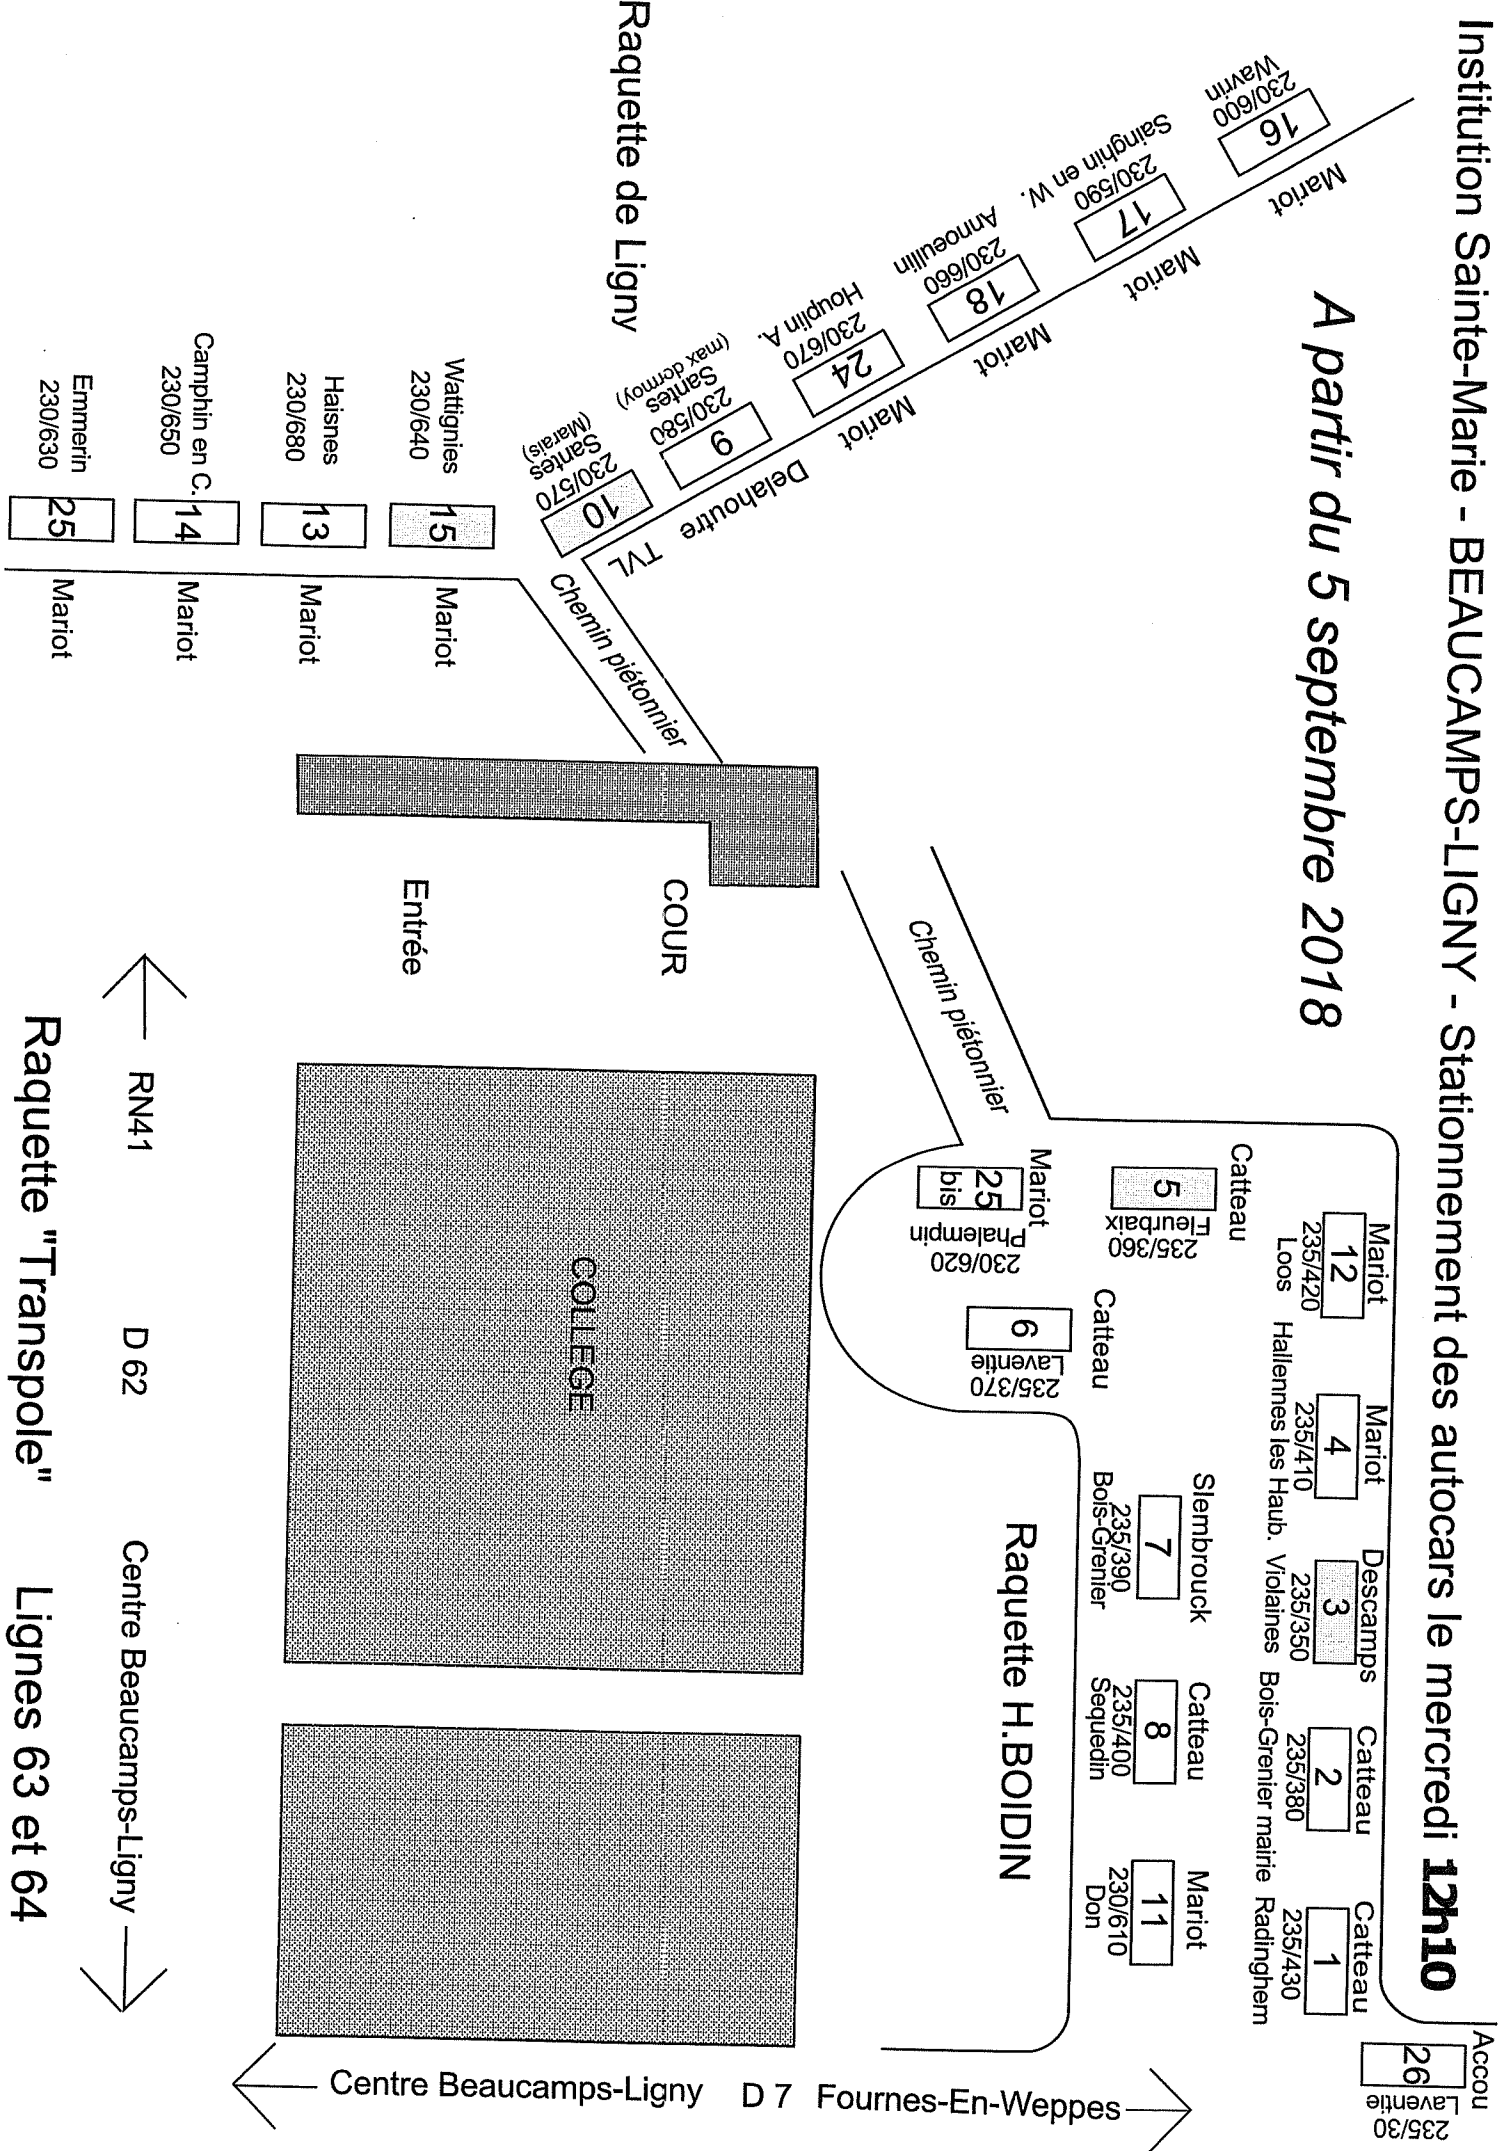 Institution Sainte-Marie - BEAUCAMPS-LIGNY - Stationnement des autocars le mercredi 12h10
A partir du 5 septembre 2018
Mariot
16
230/600
Wavrin
Mariot
17
230/590
Sainghin en W.
Mariot
18
230/660
Annoeullin
Mariot
24
230/670
Houplin A.
Delahoutre
9
230/580
Santes
(max dermoy)
TVL
10
230/570
Santes
(Marais)
Raquette de Ligny
Wattignies
230/640
15
Mariot
Haisnes
230/680
13
Mariot
Camphin en C.
230/650
14
Mariot
Emmerin
230/630
25
Mariot
Chemin piétonnier
COUR
Entrée
Chemin piétonnier
Accou
26
Laventie
235/30
Mariot
12
235/420
Loos
Mariot
4
235/410
Hallennes les Haub.
Descamps
3
235/350
Violaines
Catteau
2
235/380
Bois-Grenier mairie
Catteau
1
235/430
Radinghem
Catteau
5
Fleurbaix
235/360
Mariot
25
bis
Phalempin
230/620
Catteau
6
Laventie
235/370
Slembrouck
7
235/390
Bois-Grenier
Catteau
8
235/400
Sequedin
Mariot
11
230/610
Don
Raquette H.BOIDIN
COLLEGE
Centre Beaucamps-Ligny D 7 Fournes-En-Weppes
RN41 D 62 Centre Beaucamps-Ligny
Raquette "Transpole" Lignes 63 et 64